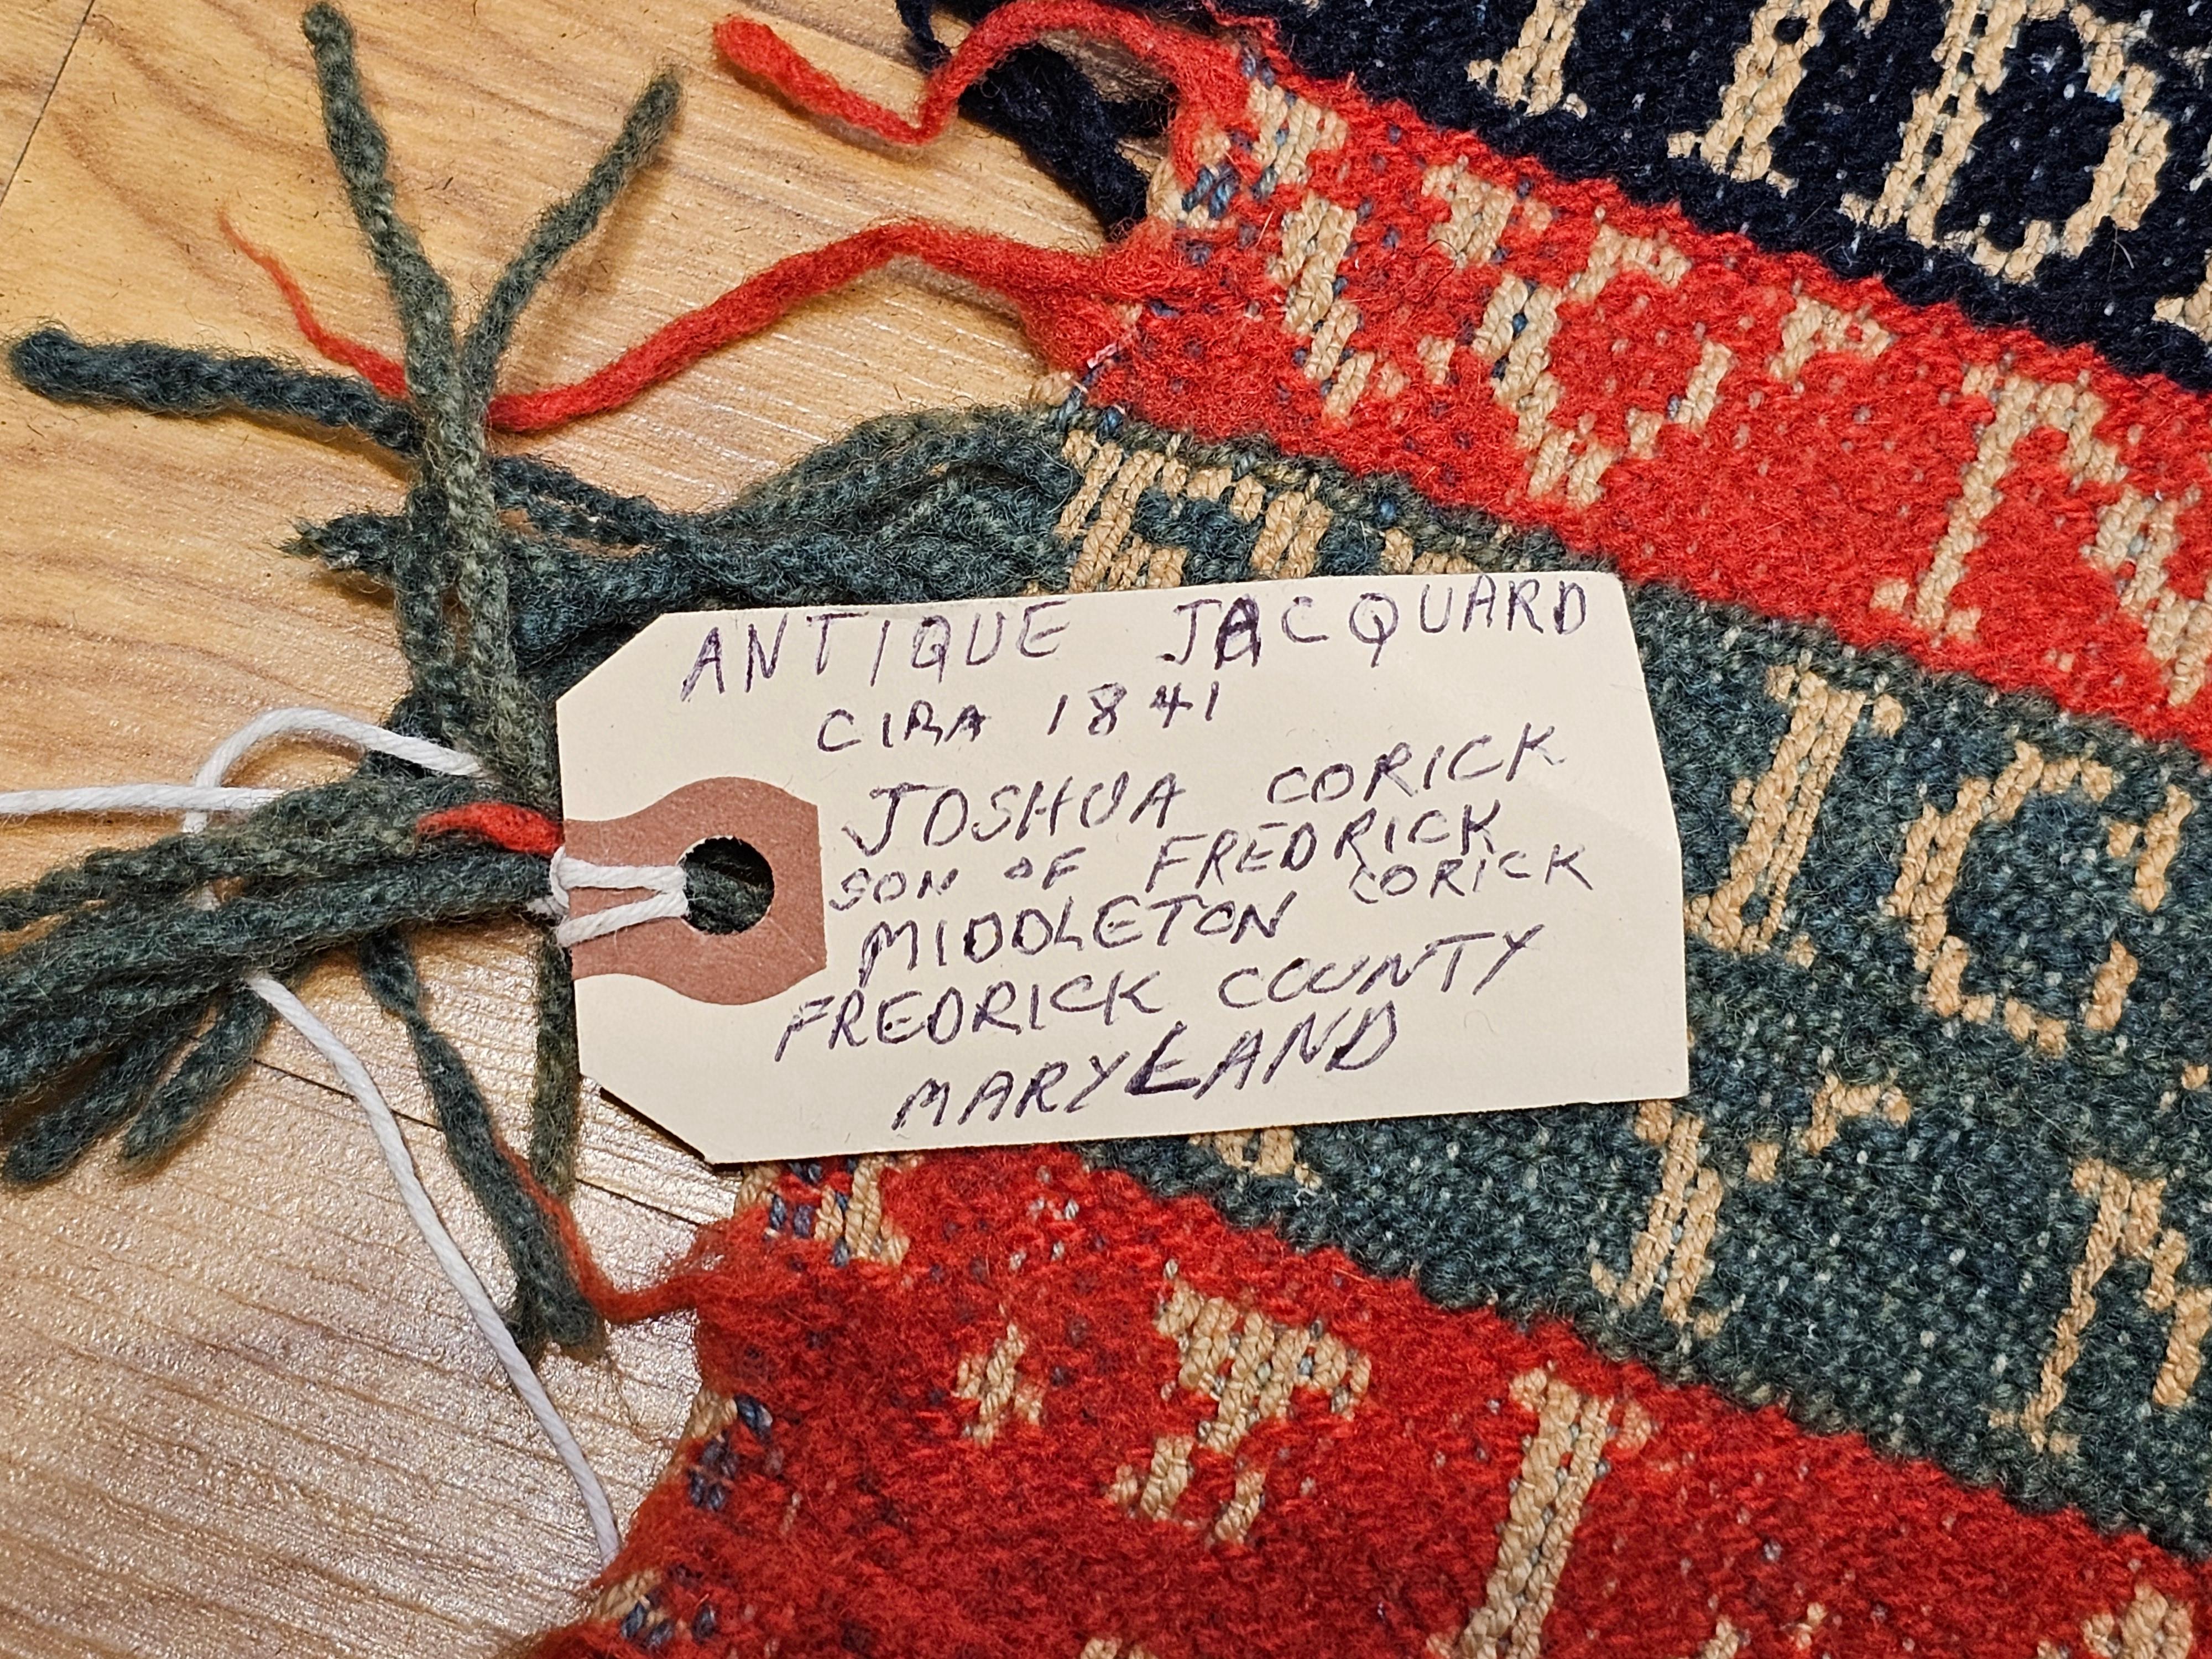 ANTIQUE JACQUARD
CIRA 1841
JOSHUA CORICK
SON OF FREDRICK
MIDDLETON CORICK
FREDRICK COUNTY
MARYLAND